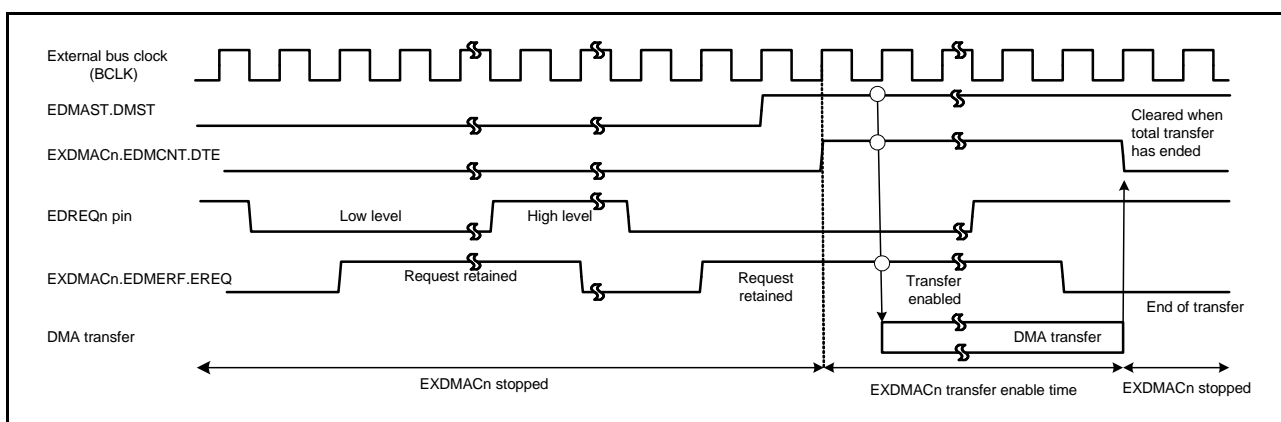 External bus clock
(BCLK)
EDMAST.DMST
Cleared when
total transfer
has ended
EXDMACn.EDMCNT.DTE
EDREQn pin
Low level
High level
EXDMACn.EDMERF.EREQ
Request retained
Request
retained
Transfer
enabled
End of transfer
DMA transfer
DMA transfer
EXDMACn stopped
EXDMACn transfer enable time
EXDMACn stopped